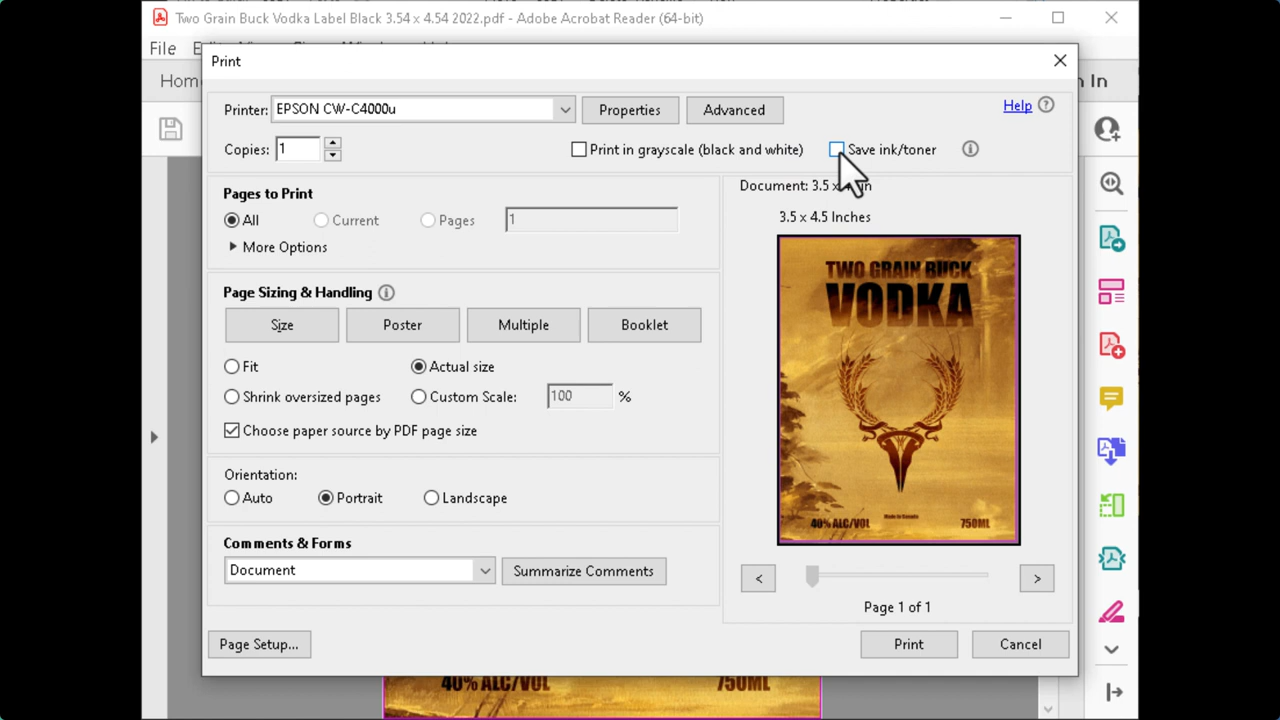 Two Grain Buck Vodka Label Black 3.54 x 4.54 2022.pdf - Adobe Acrobat Reader (64-bit)
File
Print
Hom
In
Printer: EPSON CW-C4000u Properties Advanced Help
Copies: 1 Print in grayscale (black and white) Save ink/toner
Pages to Print
All Current Pages 1
More Options
Page Sizing & Handling
Size Poster Multiple Booklet
Fit Actual size
Shrink oversized pages Custom Scale: 100 %
Choose paper source by PDF page size
Orientation:
Auto Portrait Landscape
Comments & Forms
Document Summarize Comments
Page Setup...
Document: 3.5 x
3.5 x 4.5 Inches
TWO GRAIN BUCK
VODKA
40% ALC/VOL Made in Canada 750ML
< >
Page 1 of 1
Print Cancel
40% ALC/VOL 750ML